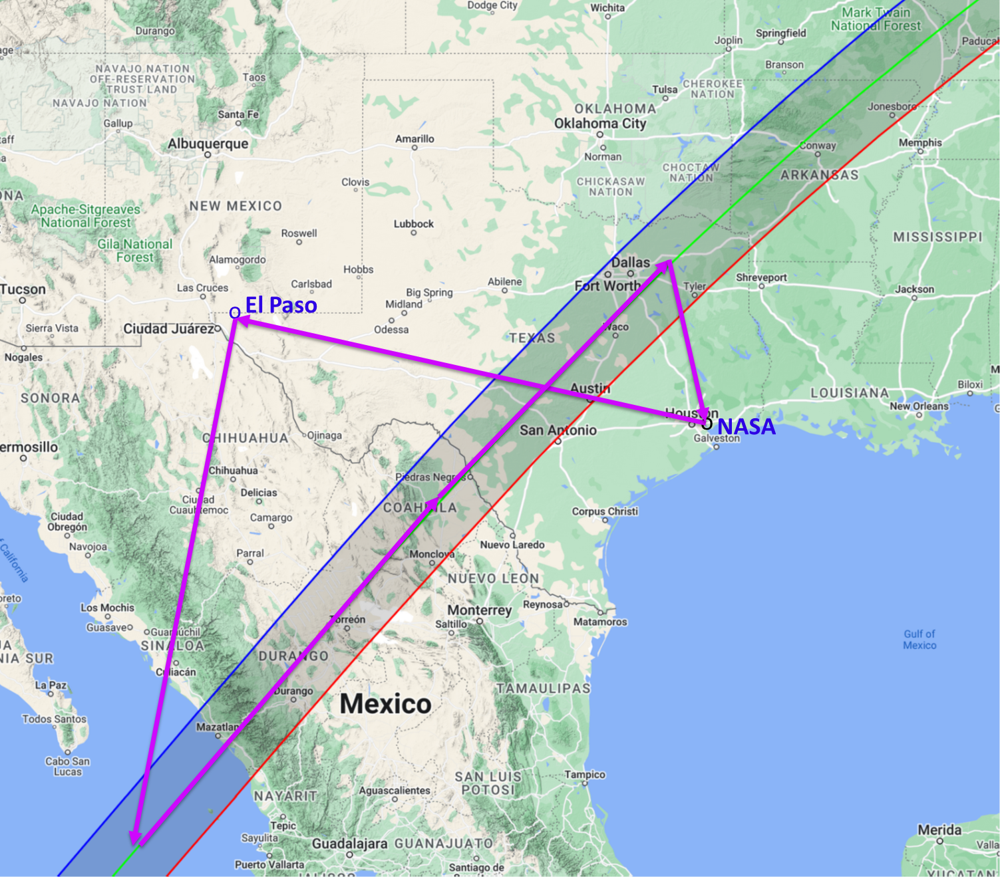 Dodge City
Wichita
Mark Twain
National Forest
Durango
Springfield
Joplin
Branson
NAVAJO NATION
OFF-RESERVATION
TRUST LAND
Taos
Tulsa
CHEROKEE
NATION
NAVAJO NATION
Santa Fe
OKLAHOMA
Jonesboro
Gallup
Oklahoma City
Albuquerque
Amarillo
Conway
Memphis
Norman
CHOCTAW
NATION
ARKANSAS
Clovis
CHICKASAW
NATION
NEW MEXICO
Apache-Sitgreaves
National Forest
Lubbock
Roswell
MISSISSIPPI
Gila National
Forest
Alamogordo
Dallas
Hobbs
Shreveport
Las Cruces
Carlsbad
Abilene
Fort Worth
Tyler
Tucson
Big Spring
Jackson
El Paso
Midland
Sierra Vista
Ciudad Juárez
Odessa
Waco
TEXAS
Nogales
Austin
Biloxi
SONORA
LOUISIANA
New Orleans
Houston
NASA
San Antonio
CHIHUAHUA
Ojinaga
Galveston
ermosillo
Chihuahua
Piedras Negras
Delicias
Ciudad
Cuauhtemoc
COAHUILA
Corpus Christi
Ciudad
Obregón
Camargo
Navojoa
Nuevo Laredo
f California
Parral
Monclova
NUEVO LEON
oreto
Los Mochis
Reynosa
Monterrey
Guasave
Guamúchil
Torreón
Saltillo
Matamoros
SINALOA
Gulf of
Mexico
NIA SUR
DURANGO
Culiacán
La Paz
Durango
TAMAULIPAS
Mexico
Todos Santos
Mazatlan
Cabo San
Lucas
SAN LUIS
POTOSI
Tampico
NAYARIT
Aguascalientes
Tepic
Merida
Sayulita
Guadalajara
GUANAJUATO
Puerto Vallarta
Santiago de